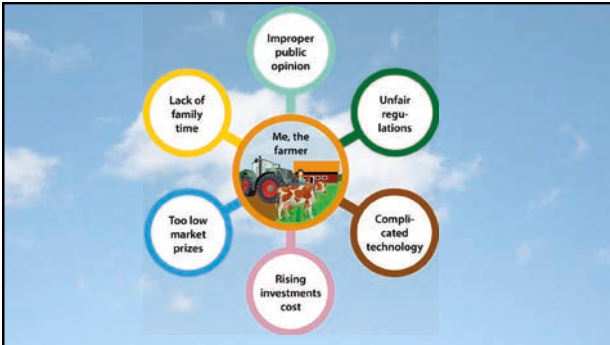 Improper
public
opinion
Lack of
family
time
Unfair
regu-
lations
Me, the
farmer
Too low
market
prizes
Compli-
cated
technology
Rising
investments
cost